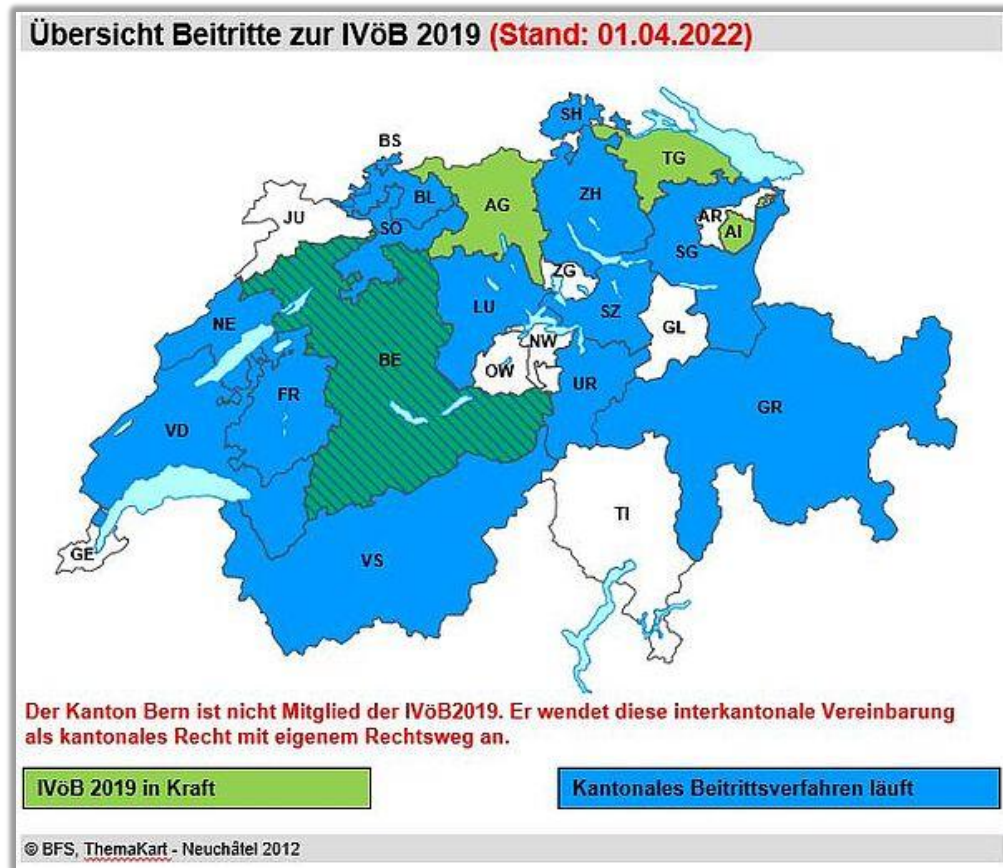 Übersicht Beitritte zur IVöB 2019 (Stand: 01.04.2022)
SH
BS
TG
BL
ZH
AG
JU
AR
SO
AI
SG
ZG
LU
SZ
NE
GL
NW
BE
OW
FR
UR
GR
VD
TI
GE
VS
Der Kanton Bern ist nicht Mitglied der IVöB2019. Er wendet diese interkantonale Vereinbarung
als kantonales Recht mit eigenem Rechtsweg an.
IVöB 2019 in Kraft
Kantonales Beitrittsverfahren läuft
© BFS, ThemaKart - Neuchâtel 2012